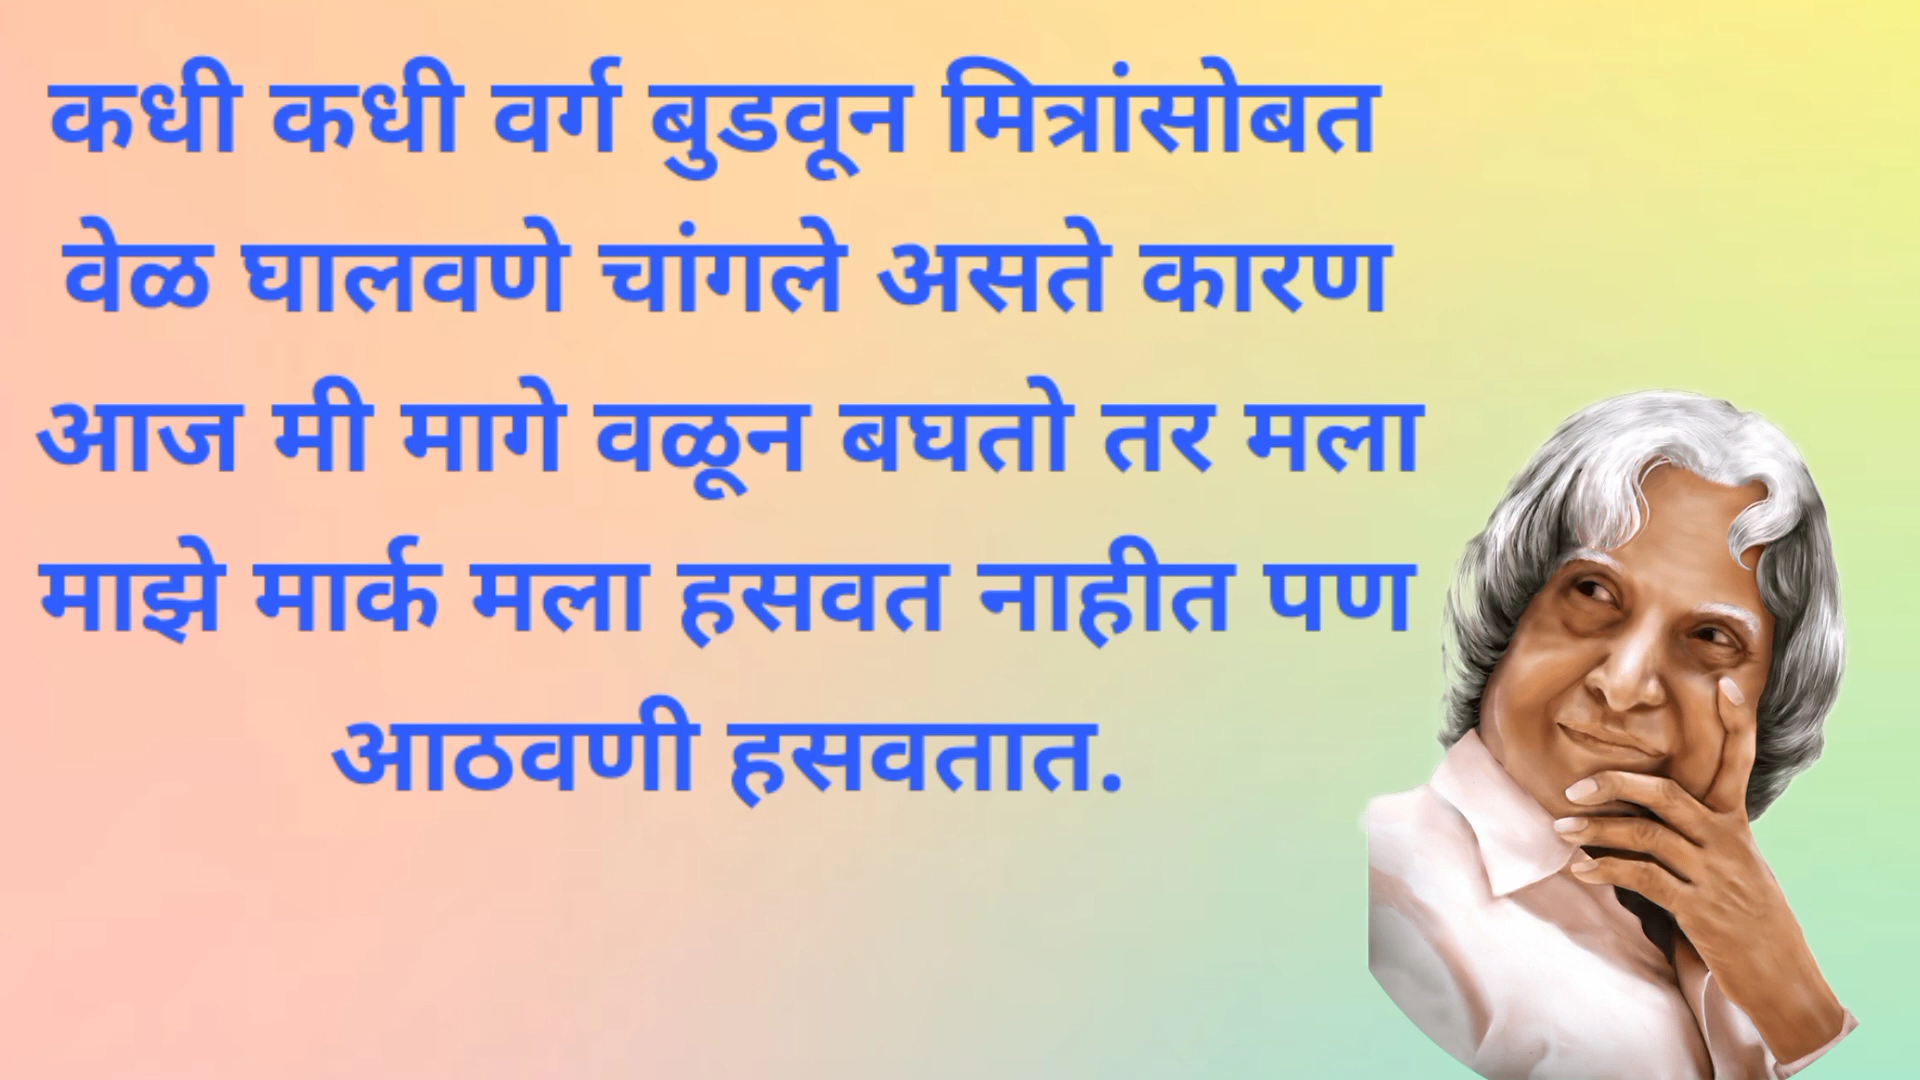 कधी कधी वर्ग बुडवून मित्रांसोबत
वेळ घालवणे चांगले असते कारण
आज मी मागे वळून बघतो तर मला
माझे मार्क मला हसवत नाहीत पण
आठवणी हसवतात.